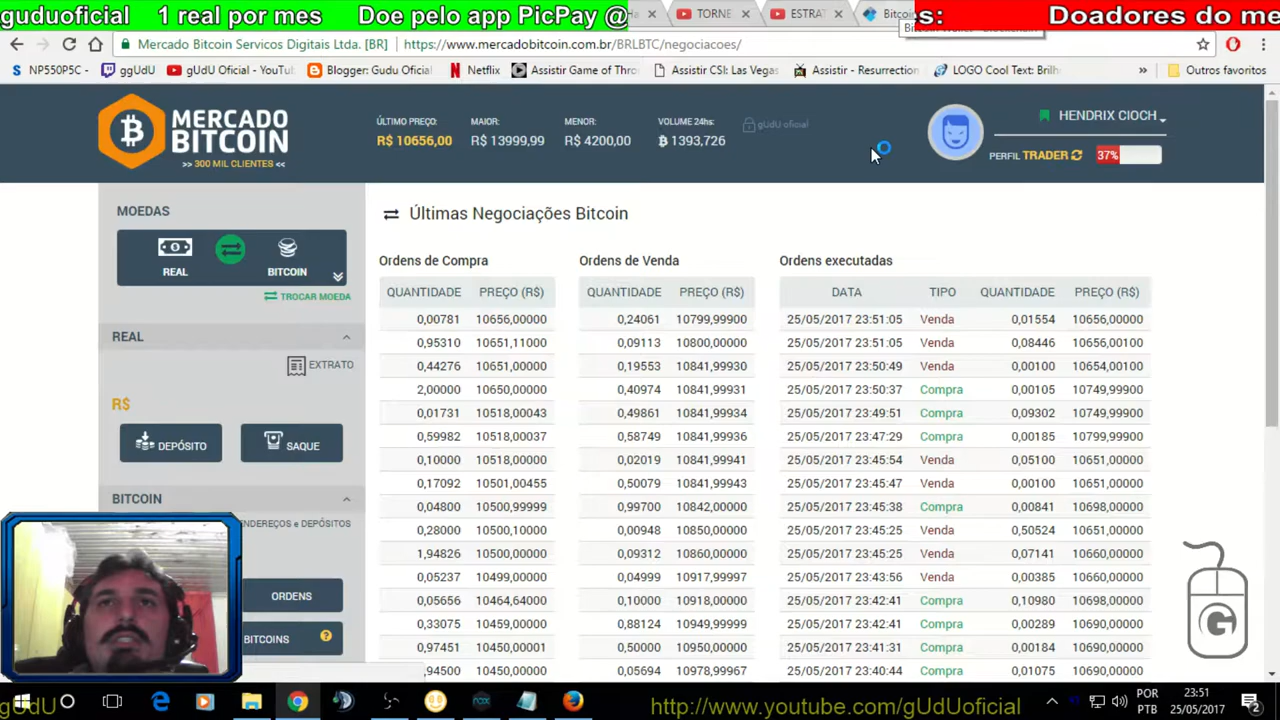 guduoficial 1 real por mes Doe pelo app PicPay @
s: Doadores do me
TORNE
ESTRAT
Bitcoi
Mercado Bitcoin Servicos Digitais Ltda. [BR] https://www.mercadobitcoin.com.br/BRLBTC/negociacoes/
NP550P5C - ggUdU gUdU Oficial - YouTu Blogger: Gudu Oficial Netflix Assistir Game of Thro Assistir CSI: Las Vegas Assistir - Resurrection LOGO Cool Text: Brilh » Outros favoritos
MERCADO
BITCOIN
>> 300 MIL CLIENTES <<
ÚLTIMO PREÇO: MAIOR: MENOR: VOLUME 24hs:
R$ 10656,00 R$ 13999,99 R$ 4200,00 1393,726
gUdU oficial
HENDRIX CIOCH
PERFIL TRADER 37%
MOEDAS
REAL BITCOIN
TROCAR MOEDA
REAL
EXTRATO
R$
DEPÓSITO SAQUE
BITCOIN
ENDEREÇOS e DEPÓSITOS
ORDENS
BITCOINS ?
Últimas Negociações Bitcoin
Ordens de Compra Ordens de Venda Ordens executadas
QUANTIDADE PREÇO (R$) QUANTIDADE PREÇO (R$) DATA TIPO QUANTIDADE PREÇO (R$)
0,00781 10656,00000 0,24061 10799,99900 25/05/2017 23:51:05 Venda 0,01554 10656,00000
0,95310 10651,11000 0,09113 10800,00000 25/05/2017 23:51:05 Venda 0,08446 10656,00100
0,44276 10651,00000 0,19553 10841,99930 25/05/2017 23:50:49 Venda 0,00100 10654,00100
2,00000 10650,00000 0,40974 10841,99931 25/05/2017 23:50:37 Compra 0,00105 10749,99900
0,01731 10518,00043 0,49861 10841,99934 25/05/2017 23:49:51 Compra 0,09302 10749,99900
0,59982 10518,00037 0,58749 10841,99936 25/05/2017 23:47:29 Compra 0,00185 10799,99900
0,10000 10518,00000 0,02019 10841,99941 25/05/2017 23:45:54 Venda 0,05100 10651,00000
0,17092 10501,00455 0,50079 10841,99943 25/05/2017 23:45:47 Venda 0,00100 10651,00000
0,04800 10500,99999 0,99700 10842,00000 25/05/2017 23:45:38 Compra 0,00841 10698,00000
0,28000 10500,10000 0,00948 10850,00000 25/05/2017 23:45:25 Venda 0,50524 10651,00000
1,94826 10500,00000 0,09312 10860,00000 25/05/2017 23:45:25 Venda 0,07141 10660,00000
0,05237 10499,00000 0,04999 10917,99997 25/05/2017 23:43:56 Venda 0,00385 10660,00000
0,05656 10464,64000 0,10000 10918,00000 25/05/2017 23:42:41 Compra 0,10980 10698,00000
0,33075 10459,00000 0,88124 10949,99999 25/05/2017 23:42:41 Compra 0,00289 10690,00000
0,97451 10450,00001 0,50000 10950,00000 25/05/2017 23:41:31 Compra 0,00184 10690,00000
,94500 10450,00000 0,05694 10978,99967 25/05/2017 23:40:44 Compra 0,01075 10690,00000
G
gUdU
http://www.youtube.com/gUdUoficial
POR
PTB
23:51
25/05/2017
2